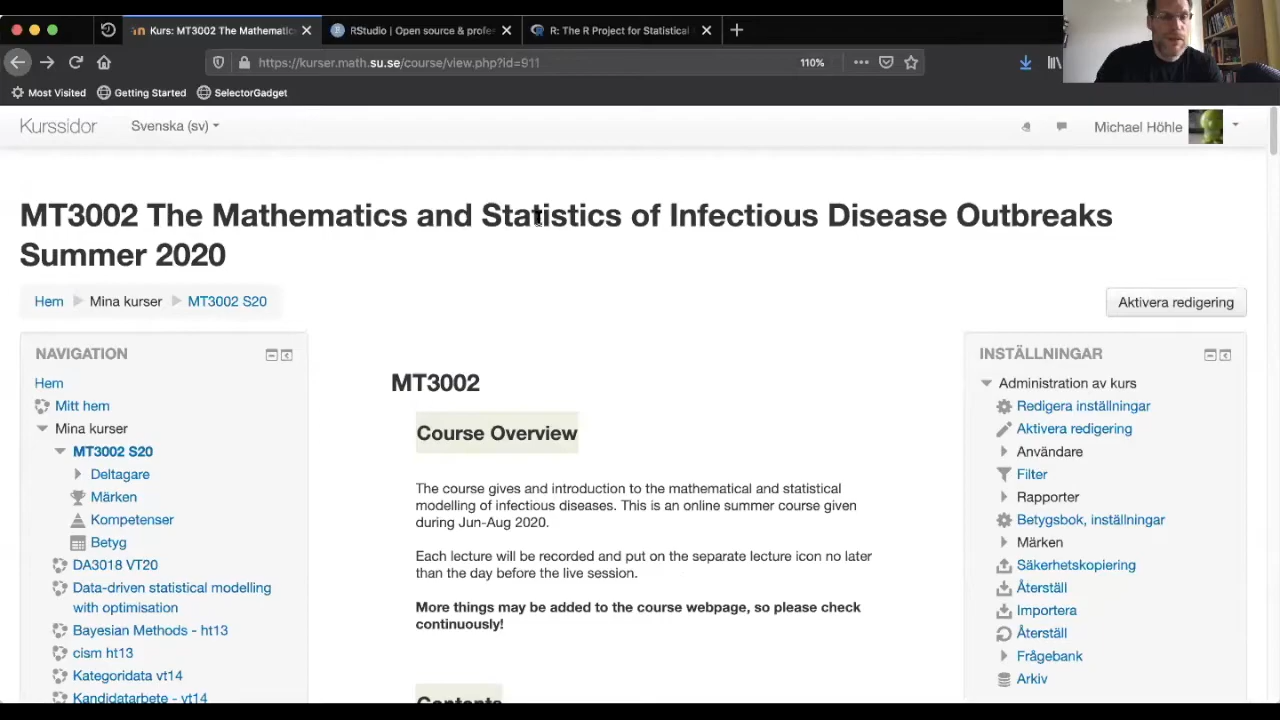 Kurs: MT3002 The Mathematic
RStudio | Open source & profe
R: The R Project for Statistical
https://kurser.math.su.se/course/view.php?id=911
110%
Most Visited
Getting Started
SelectorGadget
Kurssidor
Svenska (sv)
Michael Höhle
MT3002 The Mathematics and Statistics of Infectious Disease Outbreaks
Summer 2020
Hem
Mina kurser
MT3002 S20
Aktivera redigering
NAVIGATION
Hem
Mitt hem
Mina kurser
MT3002 S20
Deltagare
Märken
Kompetenser
Betyg
DA3018 VT20
Data-driven statistical modelling
with optimisation
Bayesian Methods - ht13
cism ht13
Kategoridata vt14
Kandidatarbete - vt14
MT3002
Course Overview
The course gives and introduction to the mathematical and statistical
modelling of infectious diseases. This is an online summer course given
during Jun-Aug 2020.
Each lecture will be recorded and put on the separate lecture icon no later
than the day before the live session.
More things may be added to the course webpage, so please check
continuously!
Contents
INSTÄLLNINGAR
Administration av kurs
Redigera inställningar
Aktivera redigering
Användare
Filter
Rapporter
Betygsbok, inställningar
Märken
Säkerhetskopiering
Återställ
Importera
Återställ
Frågebank
Arkiv